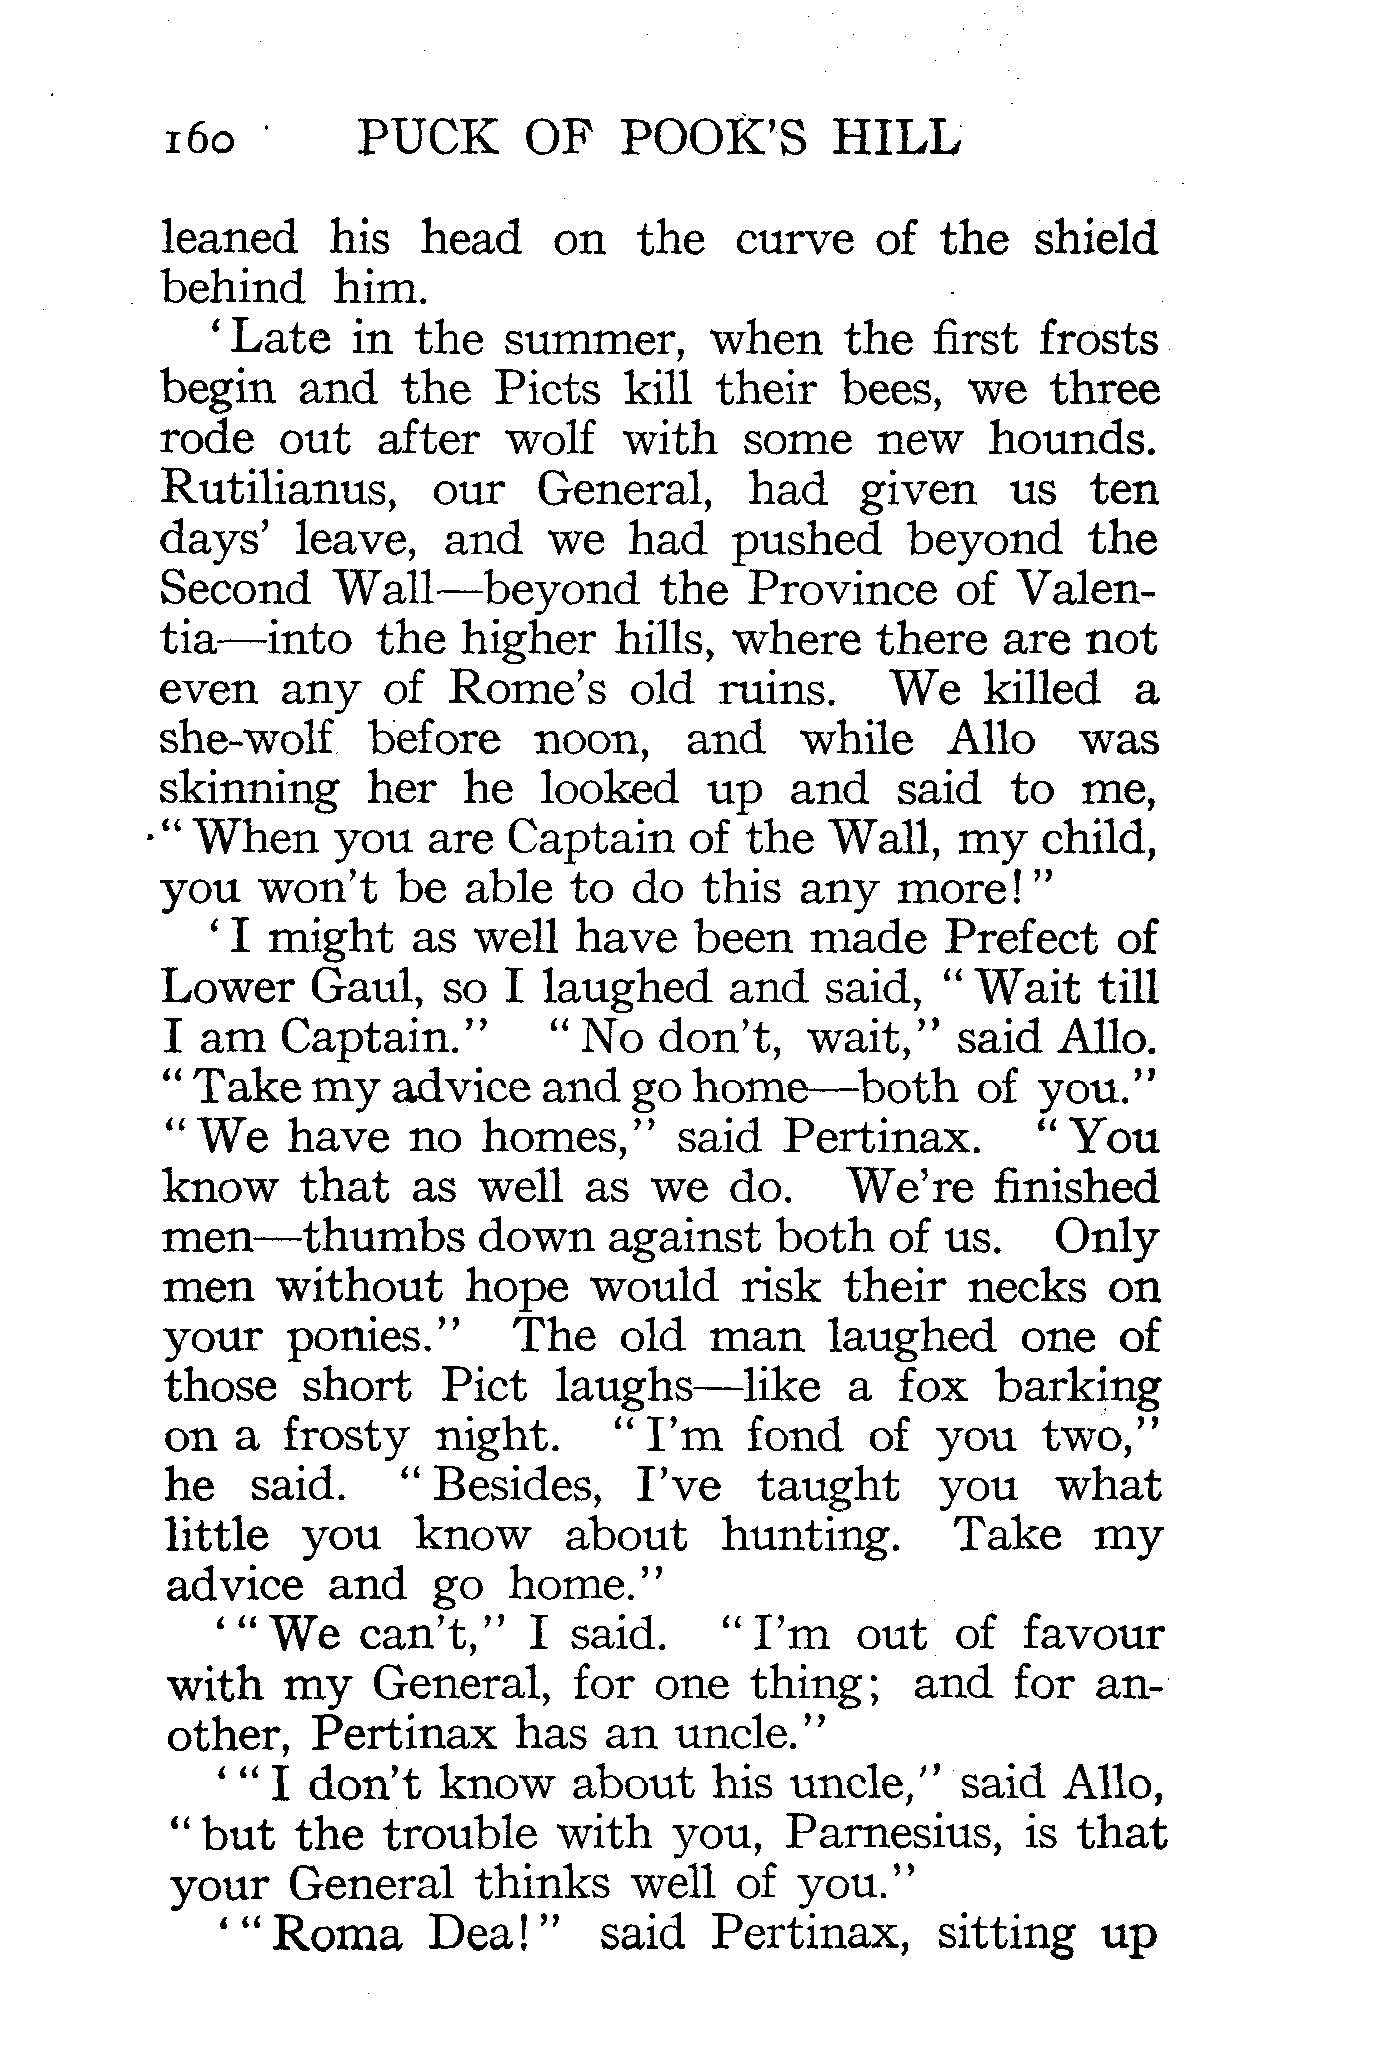 160 PUCK OF POOK'S HILL
leaned his head on the curve of the shield
behind him.
‘Late in the summer, when the first frosts
begin and the Picts kill their bees, we three
rode out after wolf with some new hounds.
Rutilianus, our General, had given us ten
days’ leave, and we had pushed beyond the
Second Wall—beyond the Province of Valen-
tia—into the higher hills, where there are not
even any of Rome’s old ruins. We killed a
she-wolf before noon, and while Allo was
skinning her he looked up and said to me,
“When you are Captain of the Wall, my child,
you won’t be able to do this any more!”
‘I might as well have been made Prefect of
Lower Gaul, so I laughed and said, “Wait till
I am Captain.” “No don’t, wait,” said Allo.
“Take my advice and go home—both of you.”
“We have no homes,” said Pertinax. “You
know that as well as we do. We’re finished
men—thumbs down against both of us. Only
men without hope would risk their necks on
your ponies.” The old man laughed one of
those short Pict laughs—like a fox barking
on a frosty night. “I’m fond of you two,”
he said. “Besides, I’ve taught you what
little you know about hunting. Take my
advice and go home.”
‘“We can’t,” I said. “I’m out of favour
with my General, for one thing; and for an-
other, Pertinax has an uncle.”
‘“I don’t know about his uncle,” said Allo,
“but the trouble with you, Parnesius, is that
your General thinks well of you.”
‘“Roma Dea!” said Pertinax, sitting up